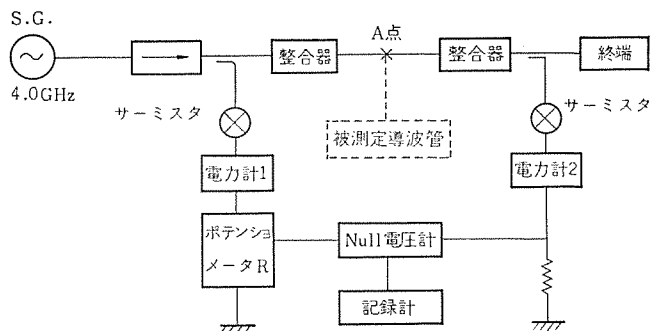 S.G.
4.0GHz
整合器
A点
整合器
終端
サーミスタ
サーミスタ
被測定導波管
電力計1
電力計2
ポテンショ
メータR
Null電圧計
記録計